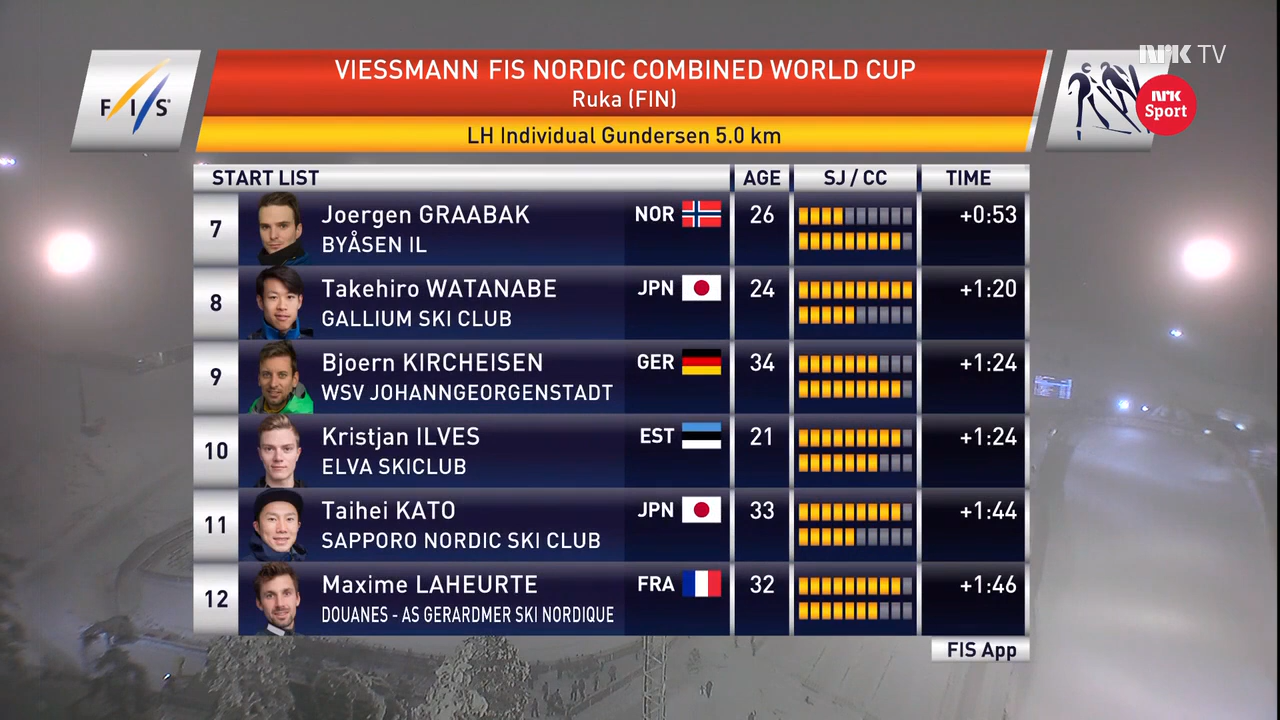 VIESSMANN FIS NORDIC COMBINED WORLD CUP
Ruka (FIN)
LH Individual Gundersen 5.0 km
FIS
NRK TV
NRK
Sport
START LIST AGE SJ / CC TIME
7 Joergen GRAABAK NOR 26 +0:53
BYÅSEN IL
8 Takehiro WATANABE JPN 24 +1:20
GALLIUM SKI CLUB
9 Bjoern KIRCHEISEN GER 34 +1:24
WSV JOHANNGEORGENSTADT
10 Kristjan ILVES EST 21 +1:24
ELVA SKICLUB
11 Taihei KATO JPN 33 +1:44
SAPPORO NORDIC SKI CLUB
12 Maxime LAHEURTE FRA 32 +1:46
DOUANES - AS GERARDMER SKI NORDIQUE
FIS App